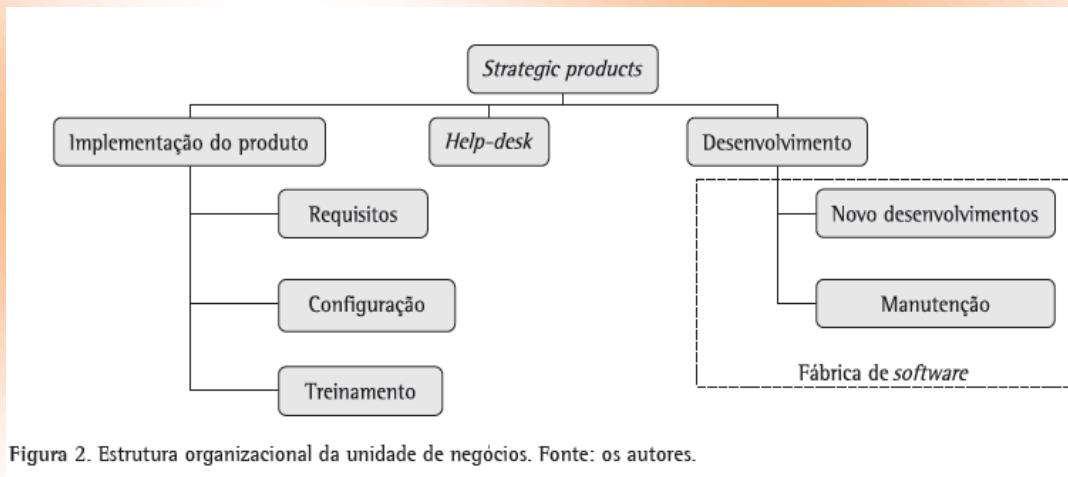 Strategic products
Implementação do produto
Help-desk
Desenvolvimento
Requisitos
Novo desenvolvimentos
Configuração
Manutenção
Treinamento
Fábrica de software
Figura 2. Estrutura organizacional da unidade de negócios. Fonte: os autores.